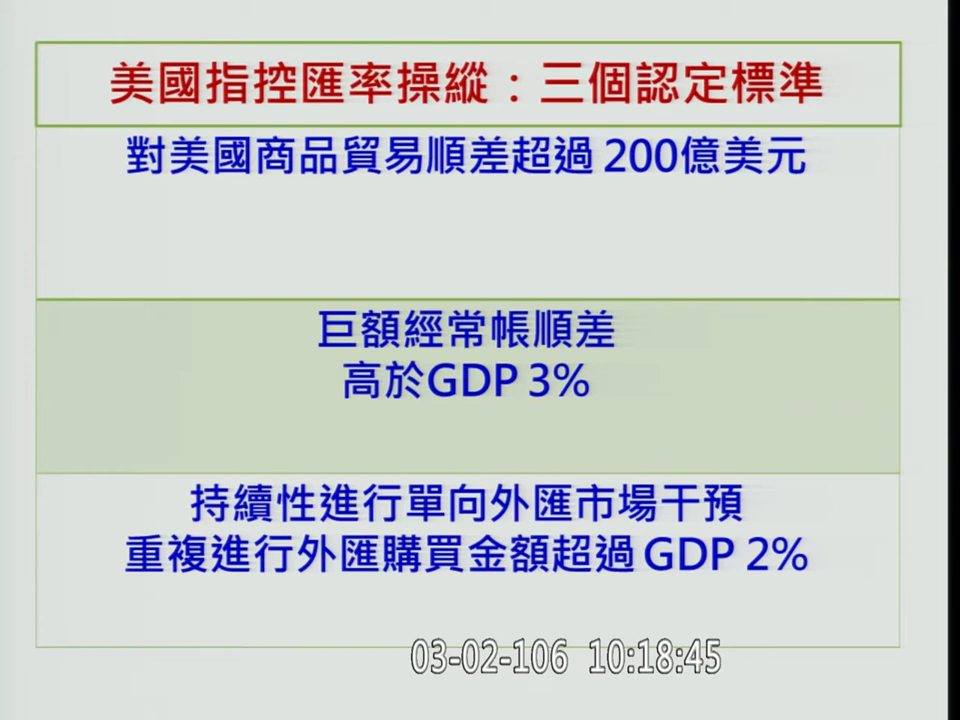 美國指控匯率操縱：三個認定標準
對美國商品貿易順差超過 200億美元
巨額經常帳順差
高於GDP 3%
持續性進行單向外匯市場干預
重複進行外匯購買金額超過 GDP 2%
03-02-106 10:18:45